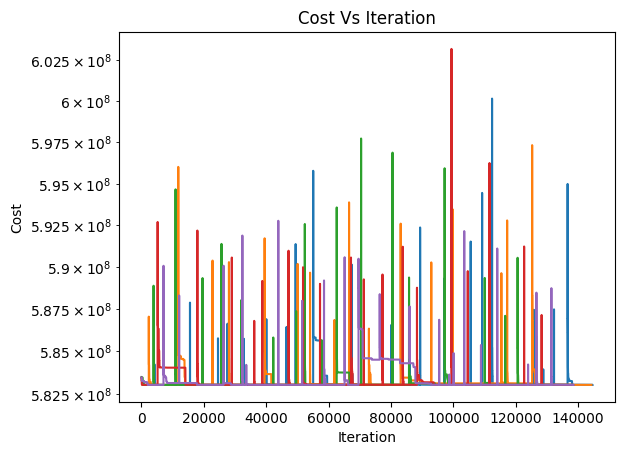 Cost Vs Iteration
Cost
6.025 × 10⁸
6 × 10⁸
5.975 × 10⁸
5.95 × 10⁸
5.925 × 10⁸
5.9 × 10⁸
5.875 × 10⁸
5.85 × 10⁸
5.825 × 10⁸
0 20000 40000 60000 80000 100000 120000 140000
Iteration